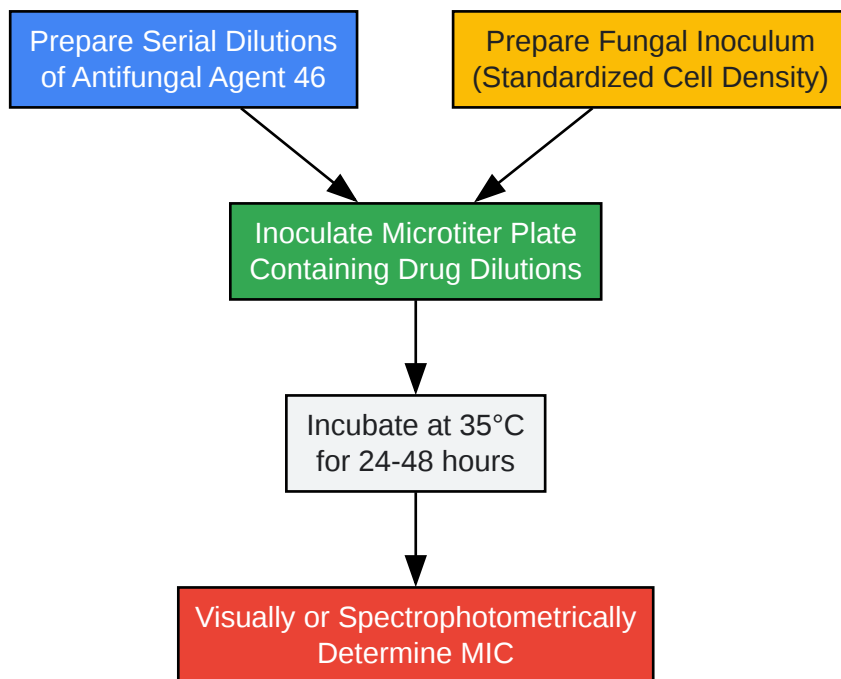 Prepare Serial Dilutions
of Antifungal Agent 46
Prepare Fungal Inoculum
(Standardized Cell Density)
Inoculate Microtiter Plate
Containing Drug Dilutions
Incubate at 35°C
for 24-48 hours
Visually or Spectrophotometrically
Determine MIC